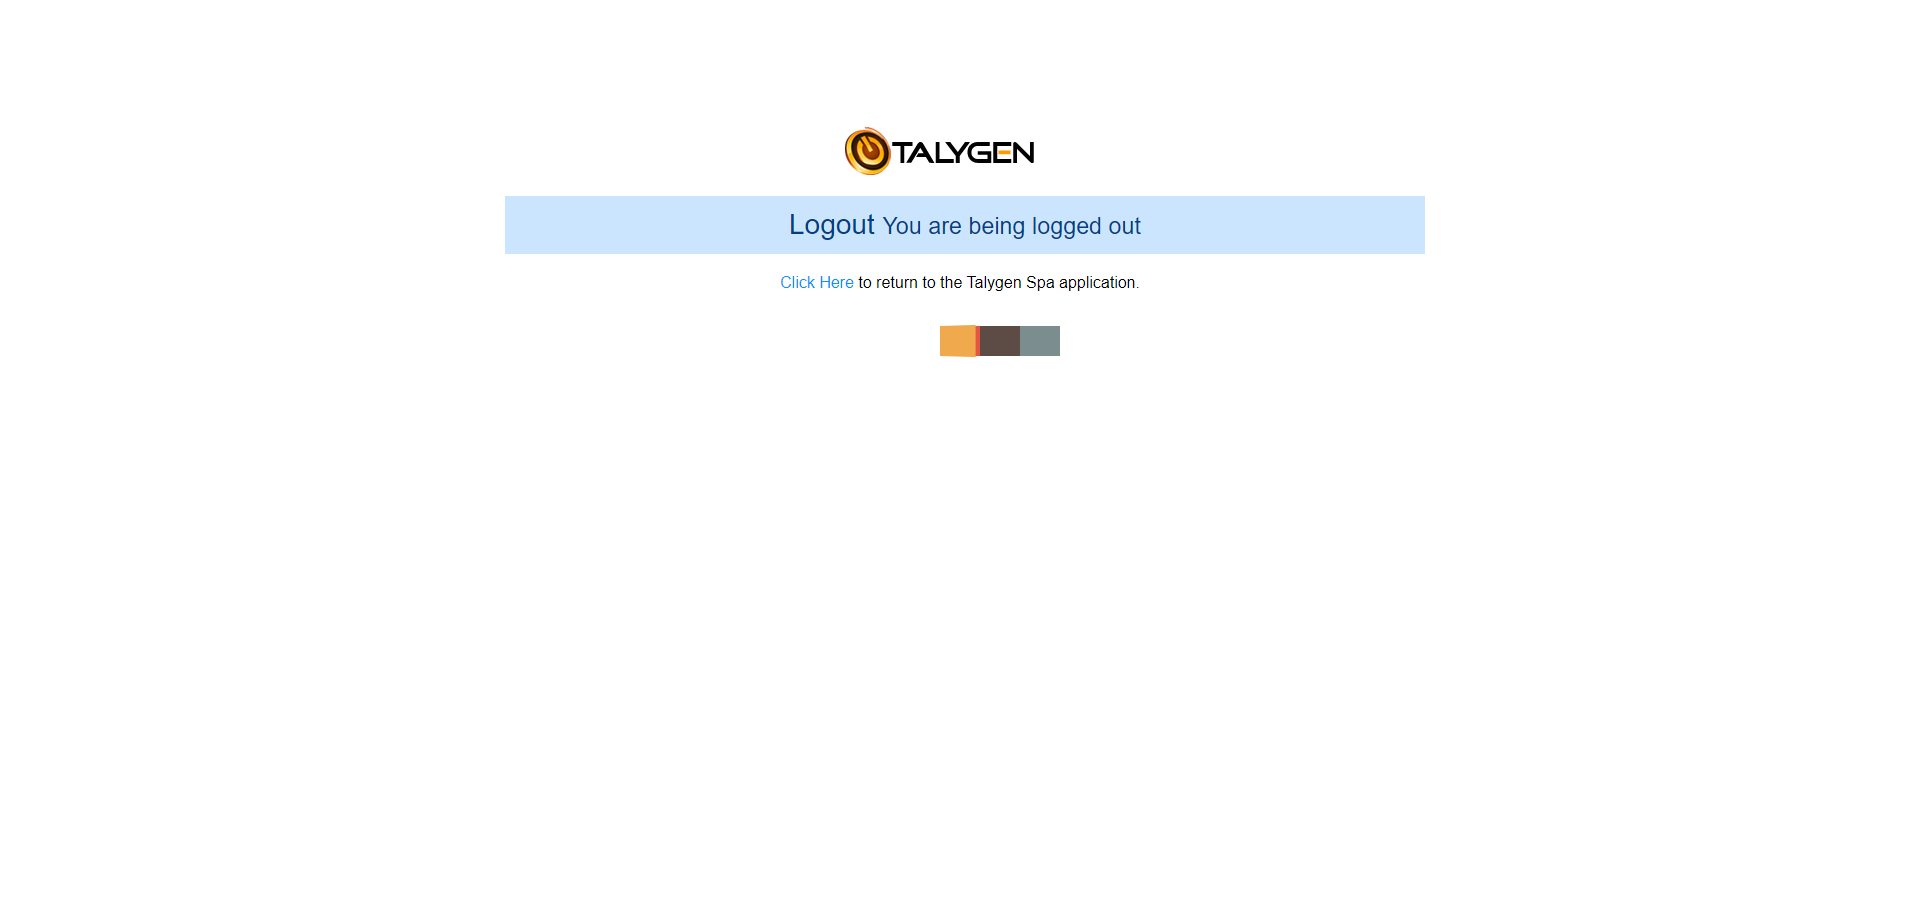 TALYGEN
Logout You are being logged out
Click Here to return to the Talygen Spa application.